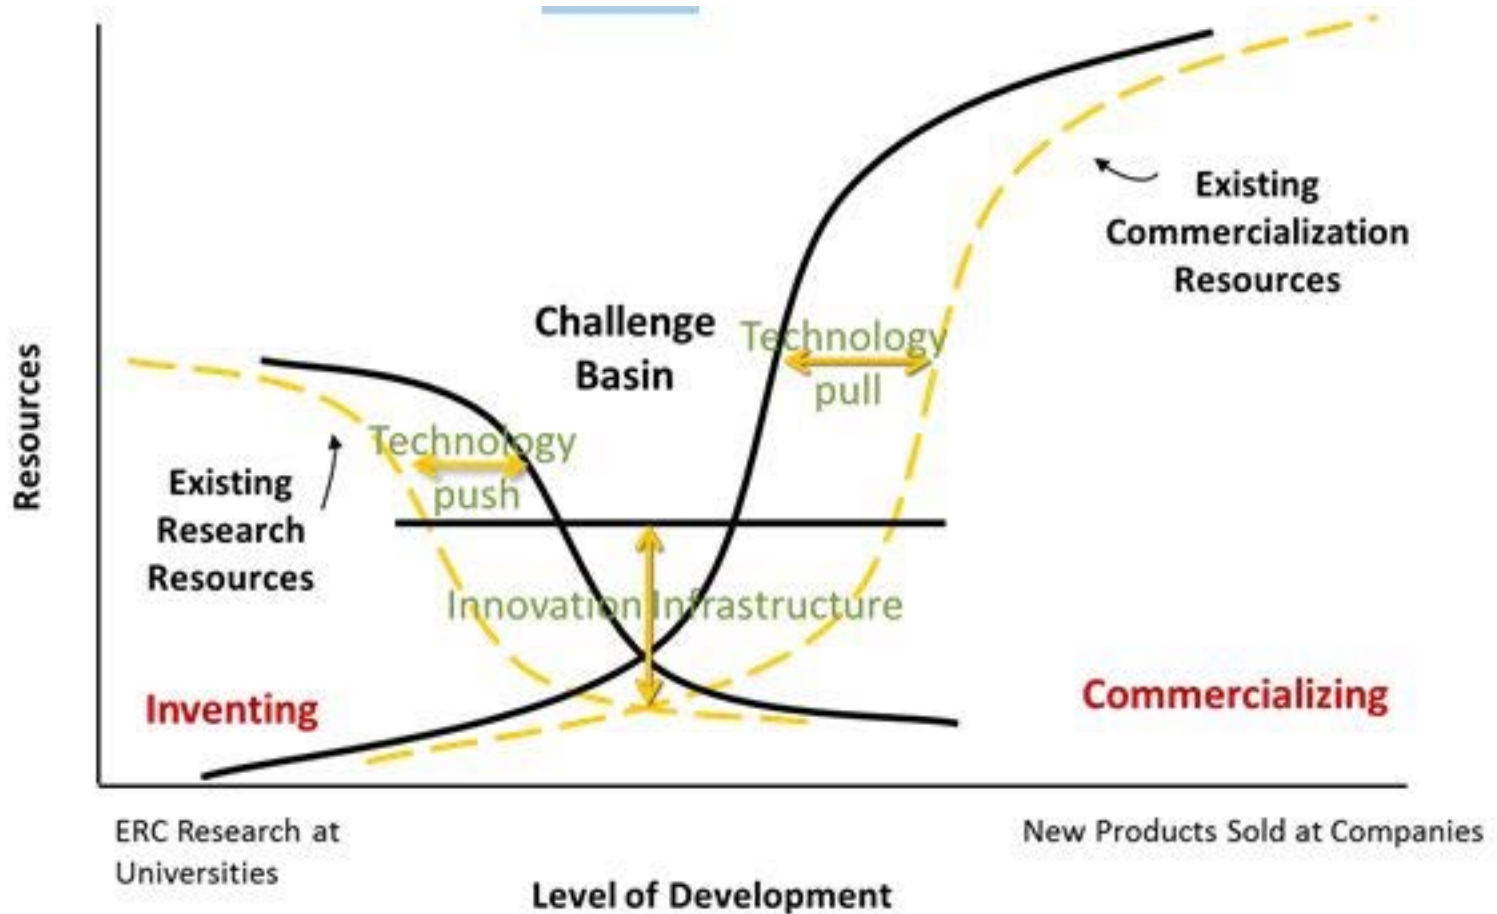 Existing
Commercialization
Resources
Challenge
Basin
Technology
pull
Resources
Technology
push
Existing
Research
Resources
Innovation Infrastructure
Inventing
Commercializing
ERC Research at
Universities
New Products Sold at Companies
Level of Development